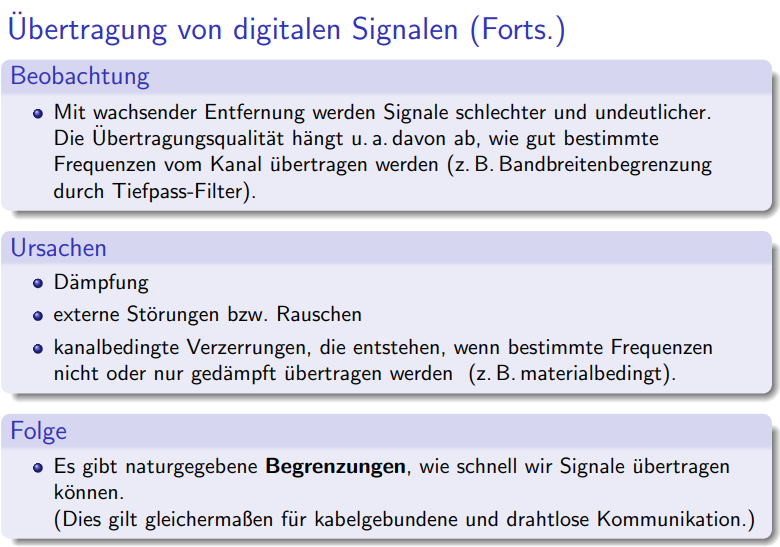 Übertragung von digitalen Signalen (Forts.)
Beobachtung
Mit wachsender Entfernung werden Signale schlechter und undeutlicher.
Die Übertragungsqualität hängt u. a. davon ab, wie gut bestimmte
Frequenzen vom Kanal übertragen werden (z. B. Bandbreitenbegrenzung
durch Tiefpass-Filter).
Ursachen
Dämpfung
externe Störungen bzw. Rauschen
kanalbedingte Verzerrungen, die entstehen, wenn bestimmte Frequenzen
nicht oder nur gedämpft übertragen werden (z. B. materialbedingt).
Folge
Es gibt naturgegebene Begrenzungen, wie schnell wir Signale übertragen
können.
(Dies gilt gleichermaßen für kabelgebundene und drahtlose Kommunikation.)